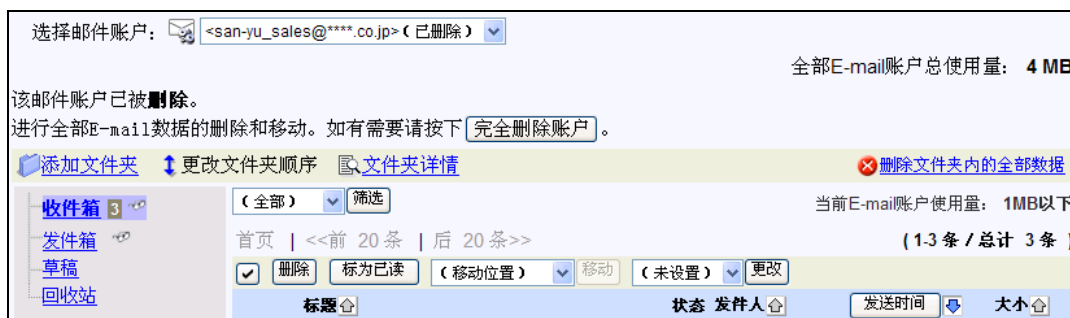 选择邮件账户： <san-yu_sales@****.co.jp>(已删除)
全部E-mail账户总使用量： 4 MB
该邮件账户已被删除。
进行全部E-mail数据的删除和移动。如有需要请按下 完全删除账户 。
添加文件夹 更改文件夹顺序 文件夹详情 删除文件夹内的全部数据
收件箱 3 (全部) 筛选 当前E-mail账户使用量： 1MB以下
发件箱 首页 | <<前 20 条 | 后 20 条>> (1-3 条 / 总计 3 条 )
草稿 删除 标为已读 (移动位置) 移动 (未设置) 更改
回收站 标题 状态 发件人 发送时间 大小